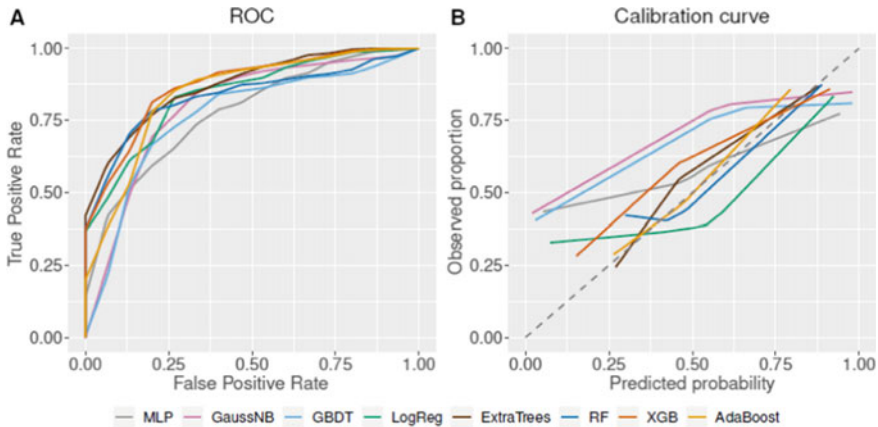 A
ROC
True Positive Rate
1.00
0.75
0.50
0.25
0.00
0.00 0.25 0.50 0.75 1.00
False Positive Rate
B
Calibration curve
Observed proportion
1.00
0.75
0.50
0.25
0.00
0.00 0.25 0.50 0.75 1.00
Predicted probability
MLP GaussNB GBDT LogReg ExtraTrees RF XGB AdaBoost